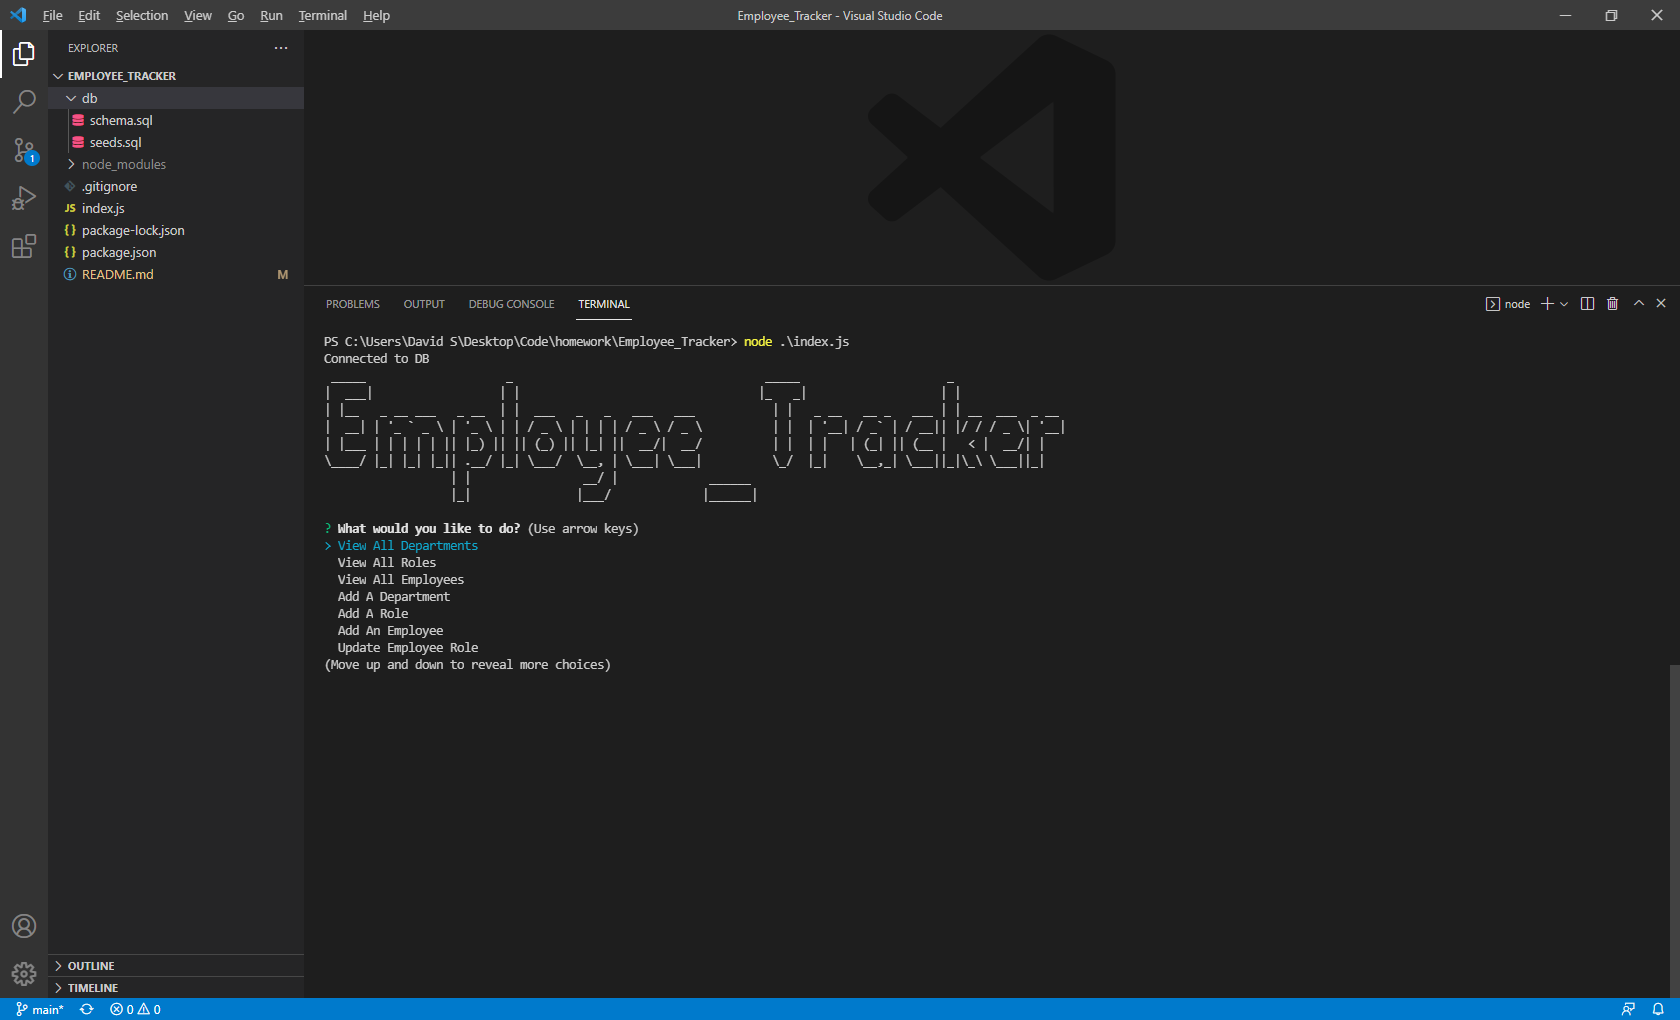 File Edit Selection View Go Run Terminal Help
Employee_Tracker - Visual Studio Code
EXPLORER
EMPLOYEE_TRACKER
db
schema.sql
seeds.sql
node_modules
.gitignore
JS index.js
{} package-lock.json
{} package.json
README.md M
OUTLINE
TIMELINE
1
PROBLEMS OUTPUT DEBUG CONSOLE TERMINAL
node
PS C:\Users\David S\Desktop\Code\homework\Employee_Tracker> node .\index.js
Connected to DB
Employee_Tracker
? What would you like to do? (Use arrow keys)
> View All Departments
View All Roles
View All Employees
Add A Department
Add A Role
Add An Employee
Update Employee Role
(Move up and down to reveal more choices)
main* 0 0